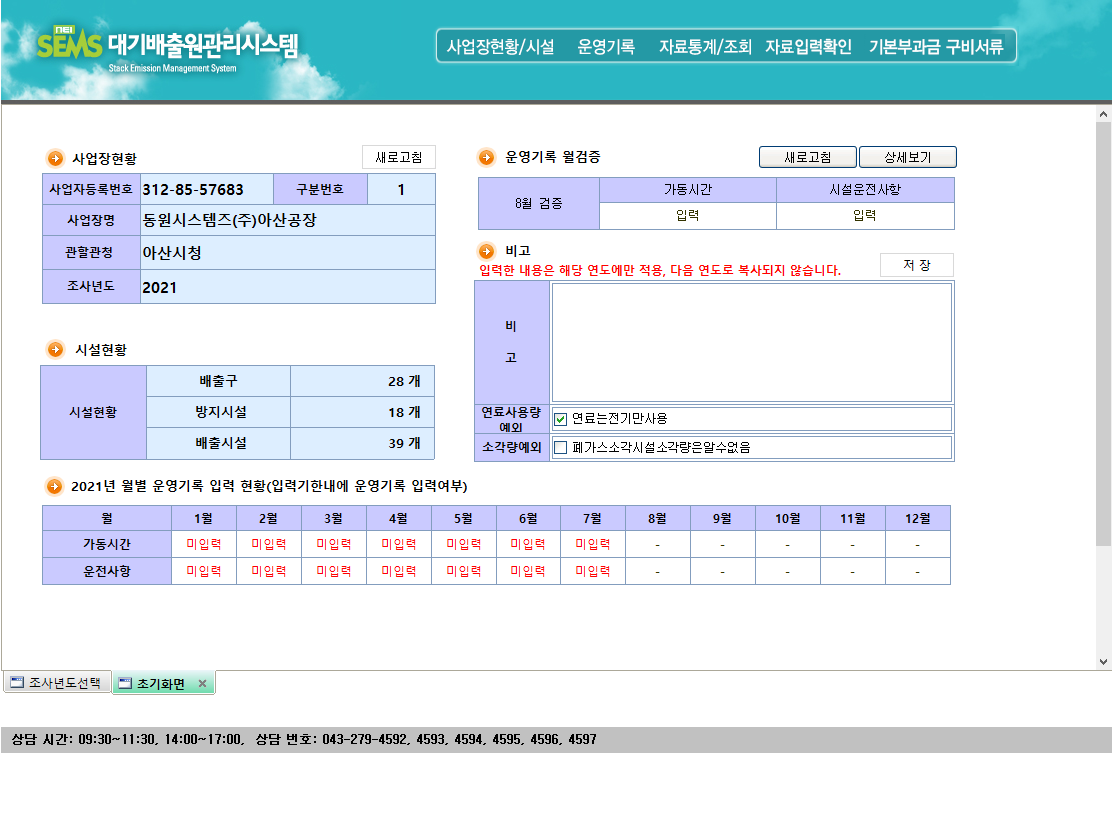 nei
SEMS 대기배출원관리시스템
Stack Emission Management System
사업장현황/시설 운영기록 자료통계/조회 자료입력확인 기본부과금 구비서류
사업장현황 새로고침
사업자등록번호 312-85-57683 구분번호 1
사업장명 동원시스템즈(주)아산공장
관할관청 아산시청
조사년도 2021
운영기록 월검증 새로고침 상세보기
8월 검증 가동시간 시설운전사항
입력 입력
비고
입력한 내용은 해당 연도에만 적용, 다음 연도로 복사되지 않습니다. 저 장
비
고
연료사용량
예외
연료는전기만사용
소각량예외 폐가스소각시설소각량은알수없음
시설현황
시설현황 배출구 28 개
방지시설 18 개
배출시설 39 개
2021년 월별 운영기록 입력 현황(입력기한내에 운영기록 입력여부)
월 1월 2월 3월 4월 5월 6월 7월 8월 9월 10월 11월 12월
가동시간 미입력 미입력 미입력 미입력 미입력 미입력 미입력 - - - - -
운전사항 미입력 미입력 미입력 미입력 미입력 미입력 미입력 - - - - -
조사년도선택 초기화면
상담 시간: 09:30~11:30, 14:00~17:00, 상담 번호: 043-279-4592, 4593, 4594, 4595, 4596, 4597